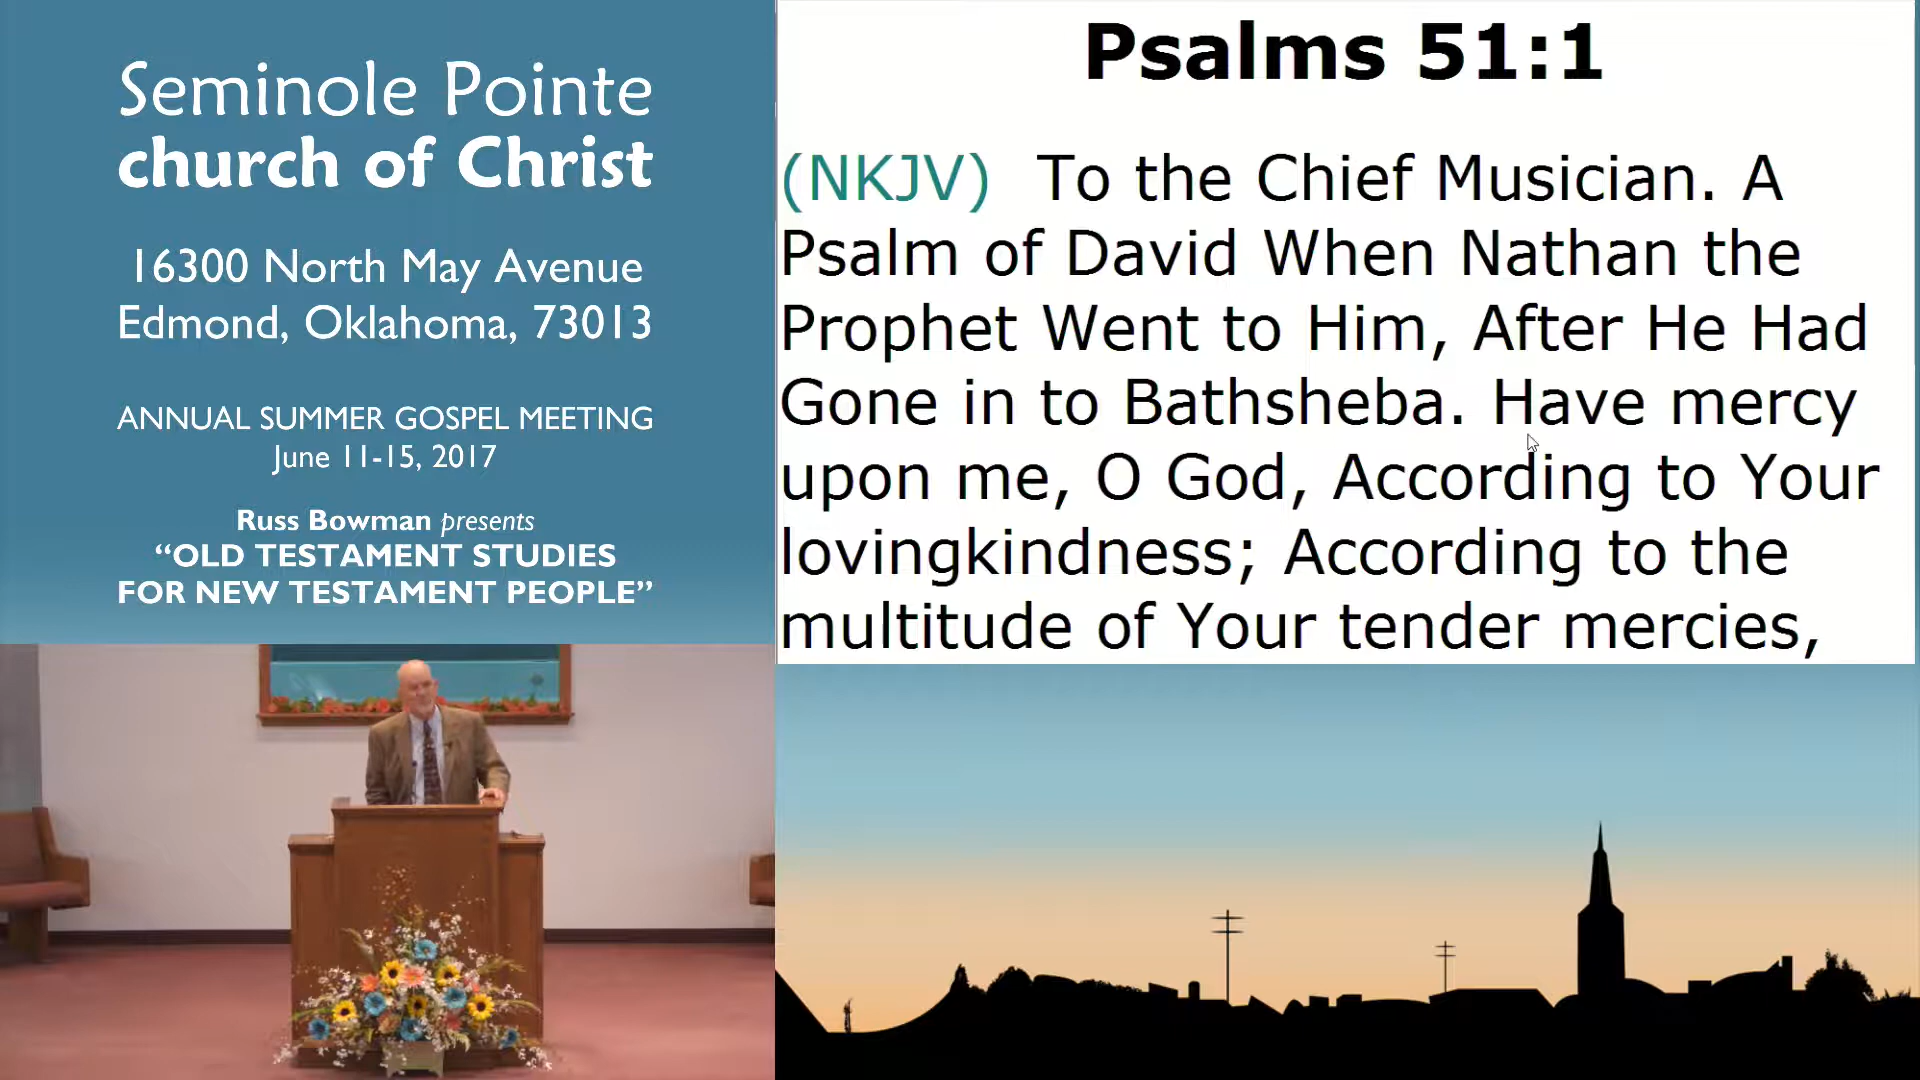 Seminole Pointe
church of Christ
16300 North May Avenue
Edmond, Oklahoma, 73013
ANNUAL SUMMER GOSPEL MEETING
June 11-15, 2017
Russ Bowman presents
“OLD TESTAMENT STUDIES
FOR NEW TESTAMENT PEOPLE”
Psalms 51:1
(NKJV) To the Chief Musician. A
Psalm of David When Nathan the
Prophet Went to Him, After He Had
Gone in to Bathsheba. Have mercy
upon me, O God, According to Your
lovingkindness; According to the
multitude of Your tender mercies,